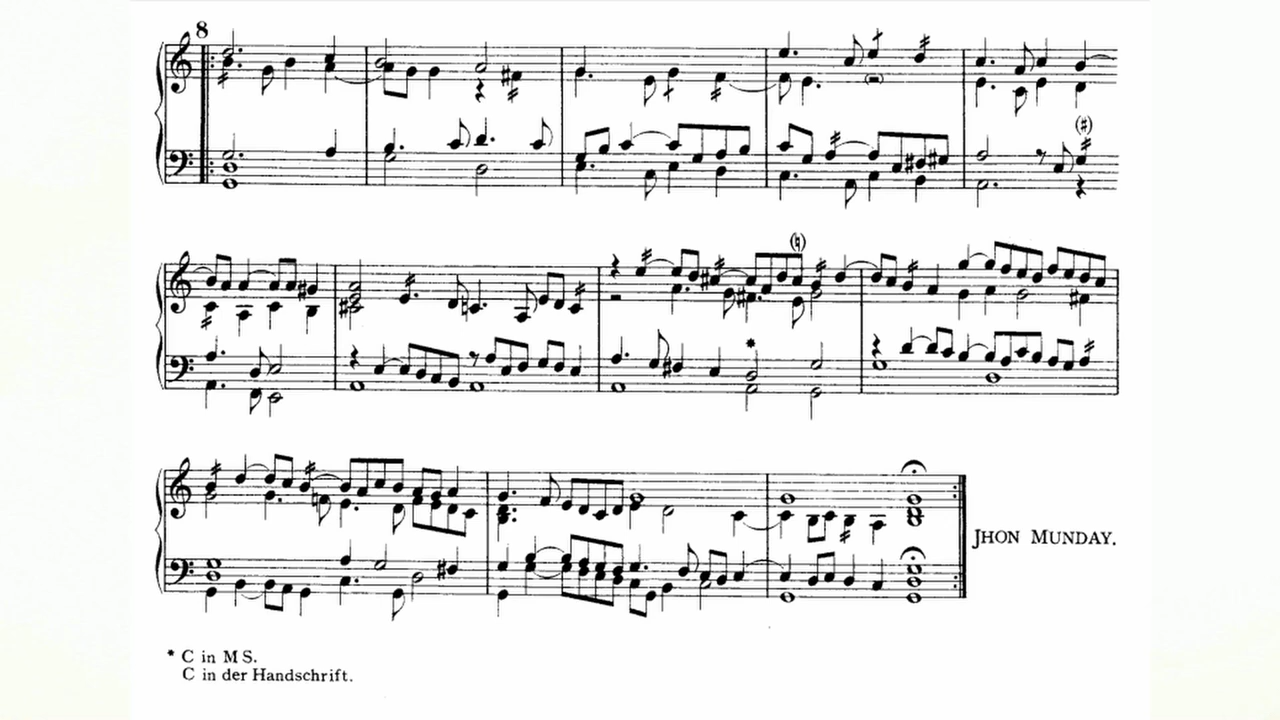 8
JHON MUNDAY.
* C in MS.
C in der Handschrift.